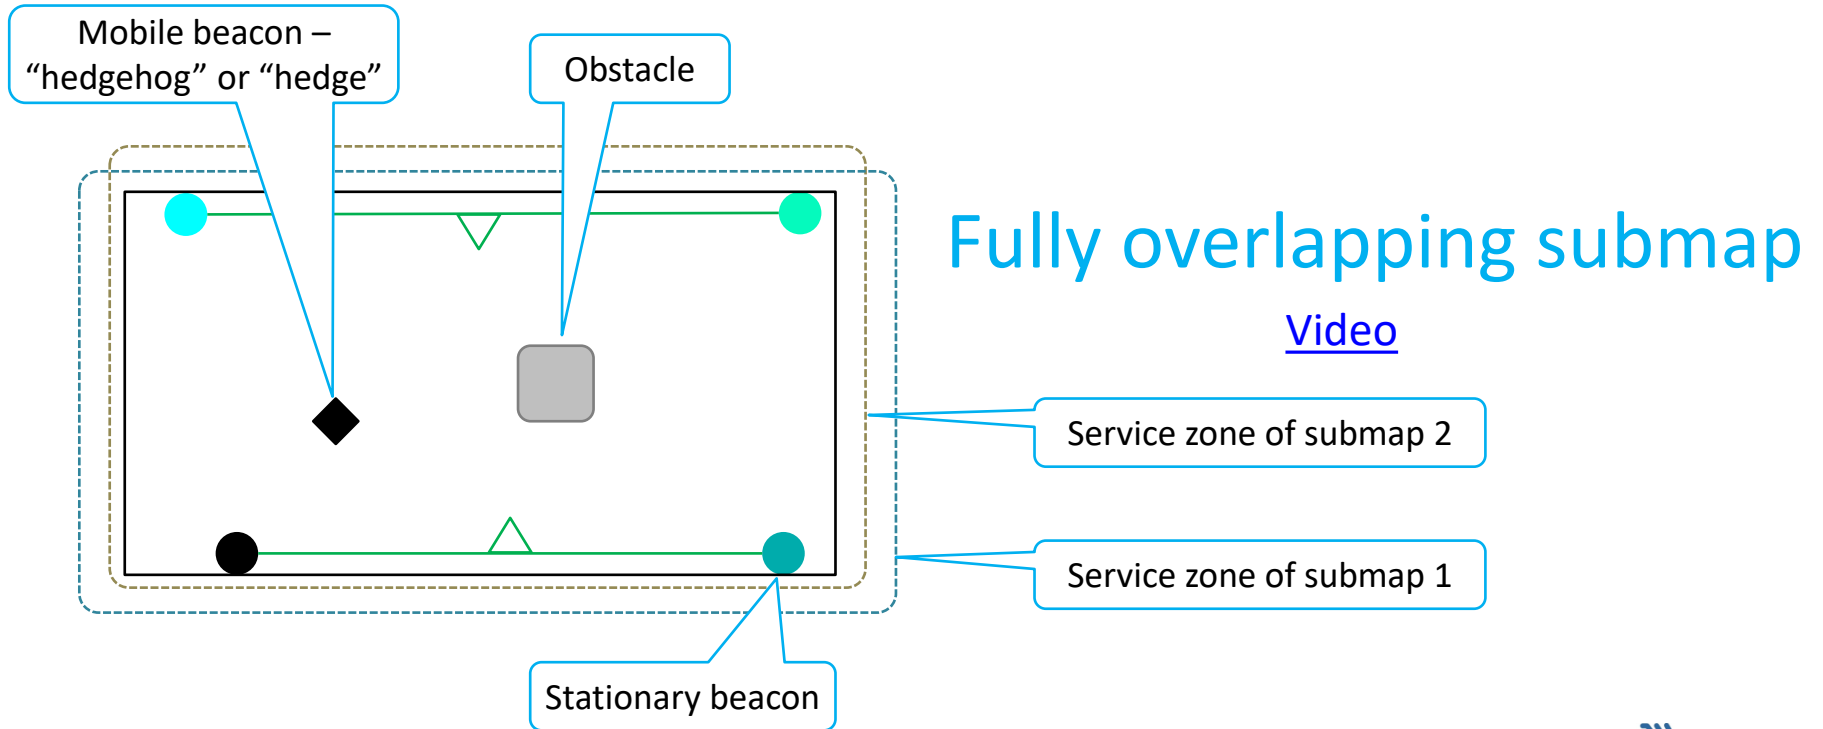 Mobile beacon –
“hedgehog” or “hedge”
Obstacle
Fully overlapping submap
Video
Service zone of submap 2
Service zone of submap 1
Stationary beacon